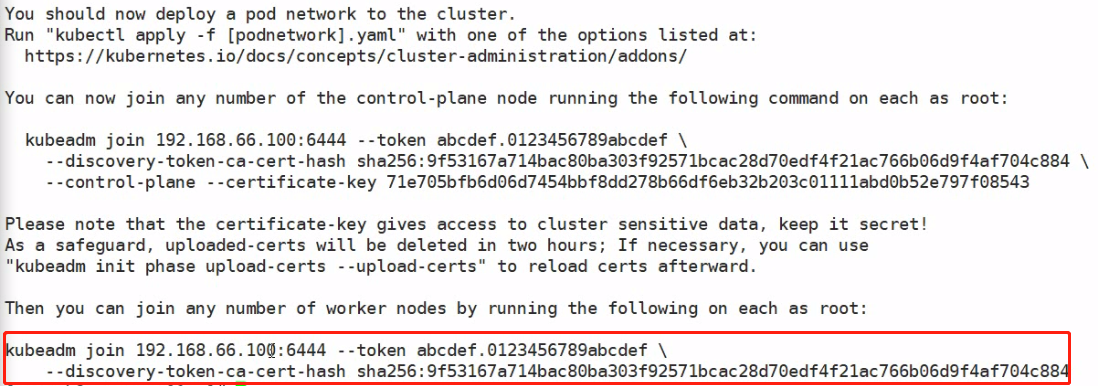 You should now deploy a pod network to the cluster.
Run "kubectl apply -f [podnetwork].yaml" with one of the options listed at:
  https://kubernetes.io/docs/concepts/cluster-administration/addons/

You can now join any number of the control-plane node running the following command on each as root:

  kubeadm join 192.168.66.100:6444 --token abcdef.0123456789abcdef \
    --discovery-token-ca-cert-hash sha256:9f53167a714bac80ba303f92571bcac28d70edf4f21ac766b06d9f4af704c884 \
    --control-plane --certificate-key 71e705bfb6d06d7454bbf8dd278b66df6eb32b203c01111abd0b52e797f08543

Please note that the certificate-key gives access to cluster sensitive data, keep it secret!
As a safeguard, uploaded-certs will be deleted in two hours; If necessary, you can use
"kubeadm init phase upload-certs --upload-certs" to reload certs afterward.

Then you can join any number of worker nodes by running the following on each as root:

kubeadm join 192.168.66.100:6444 --token abcdef.0123456789abcdef \
    --discovery-token-ca-cert-hash sha256:9f53167a714bac80ba303f92571bcac28d70edf4f21ac766b06d9f4af704c884